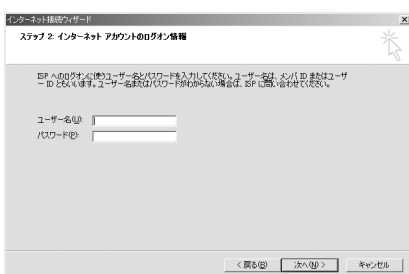 インターネット接続ウィザード
ステップ 2: インターネット アカウントのログオン情報
ISP へのログオンに使うユーザー名とパスワードを入力してください。ユーザー名は、メンバ ID またはユーザ
ー ID ともいいます。ユーザー名またはパスワードがわからない場合は、ISP に問い合わせてください。
ユーザー名(U):
パスワード(P):
< 戻る(B)
次へ(N) >
キャンセル